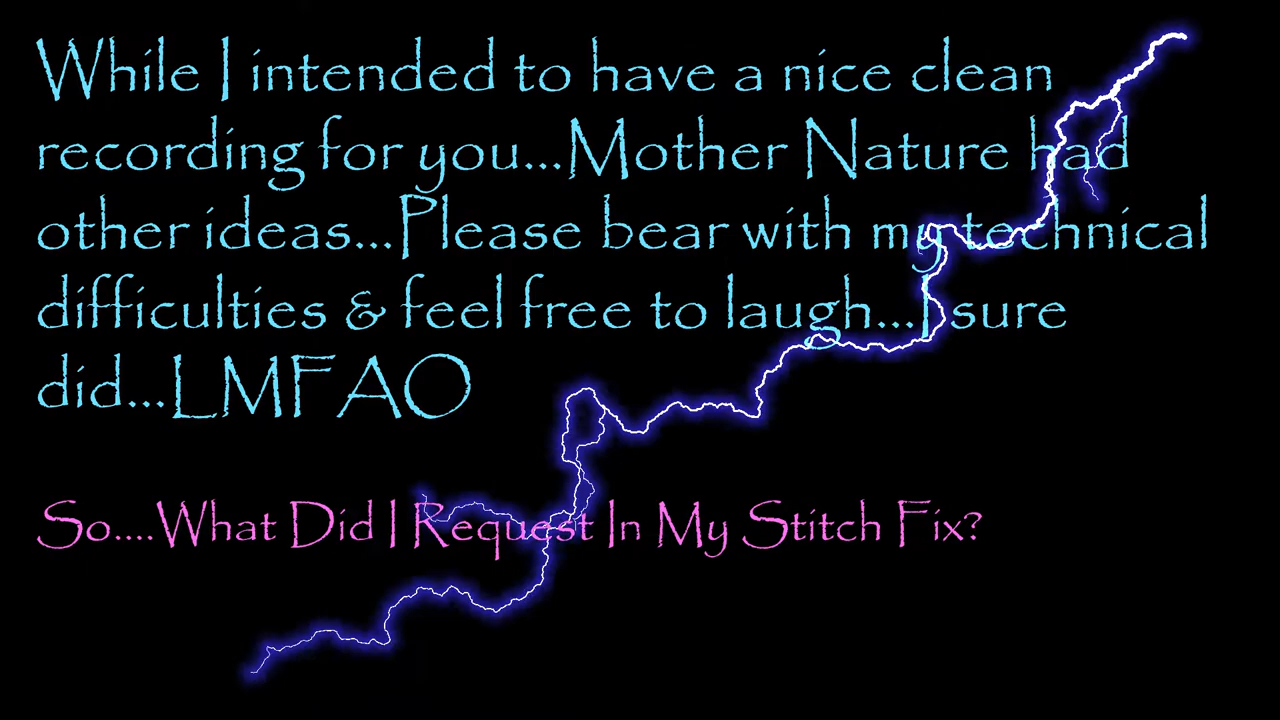 While I intended to have a nice clean
recording for you...Mother Nature had
other ideas...Please bear with my technical
difficulties & feel free to laugh...I sure
did...LMFAO
So....What Did I Request In My Stitch Fix?